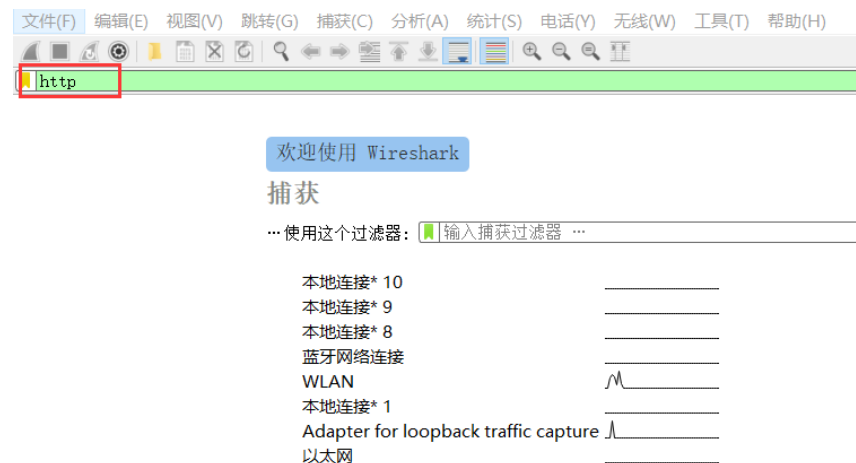 文件(F) 编辑(E) 视图(V) 跳转(G) 捕获(C) 分析(A) 统计(S) 电话(Y) 无线(W) 工具(T) 帮助(H)
http
欢迎使用 Wireshark
捕获
…使用这个过滤器: 输入捕获过滤器 …
本地连接* 10
本地连接* 9
本地连接* 8
蓝牙网络连接
WLAN
本地连接* 1
Adapter for loopback traffic capture
以太网